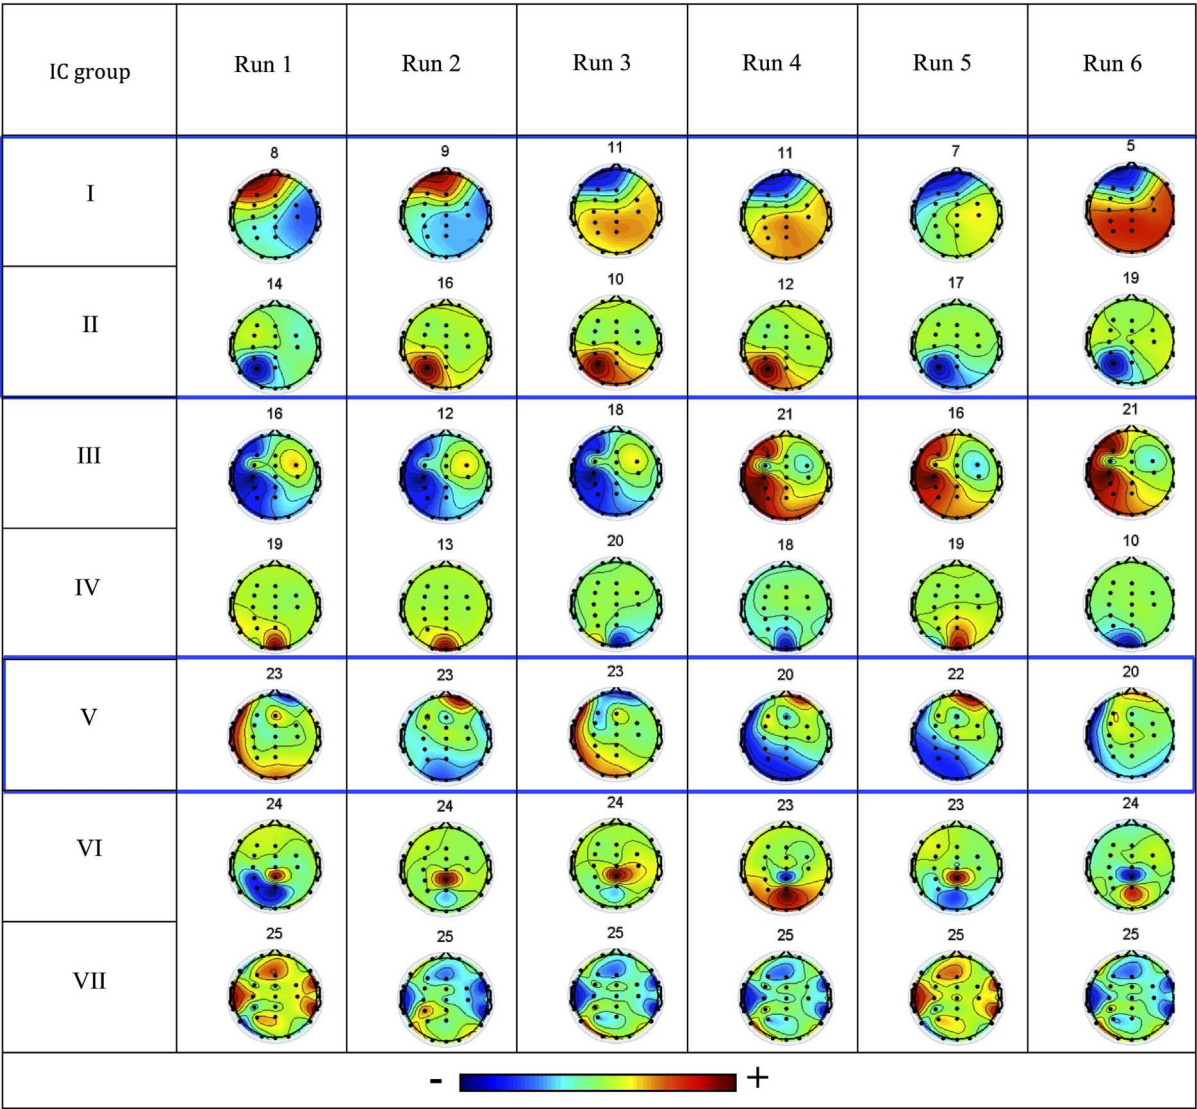 IC group Run 1 Run 2 Run 3 Run 4 Run 5 Run 6
8 9 11 11 7 5
I
14 16 10 12 17 19
II
16 12 18 21 16 21
III
19 13 20 18 19 10
IV
23 23 23 20 22 20
V
24 24 24 23 23 24
VI
25 25 25 25 25 25
VII
- +